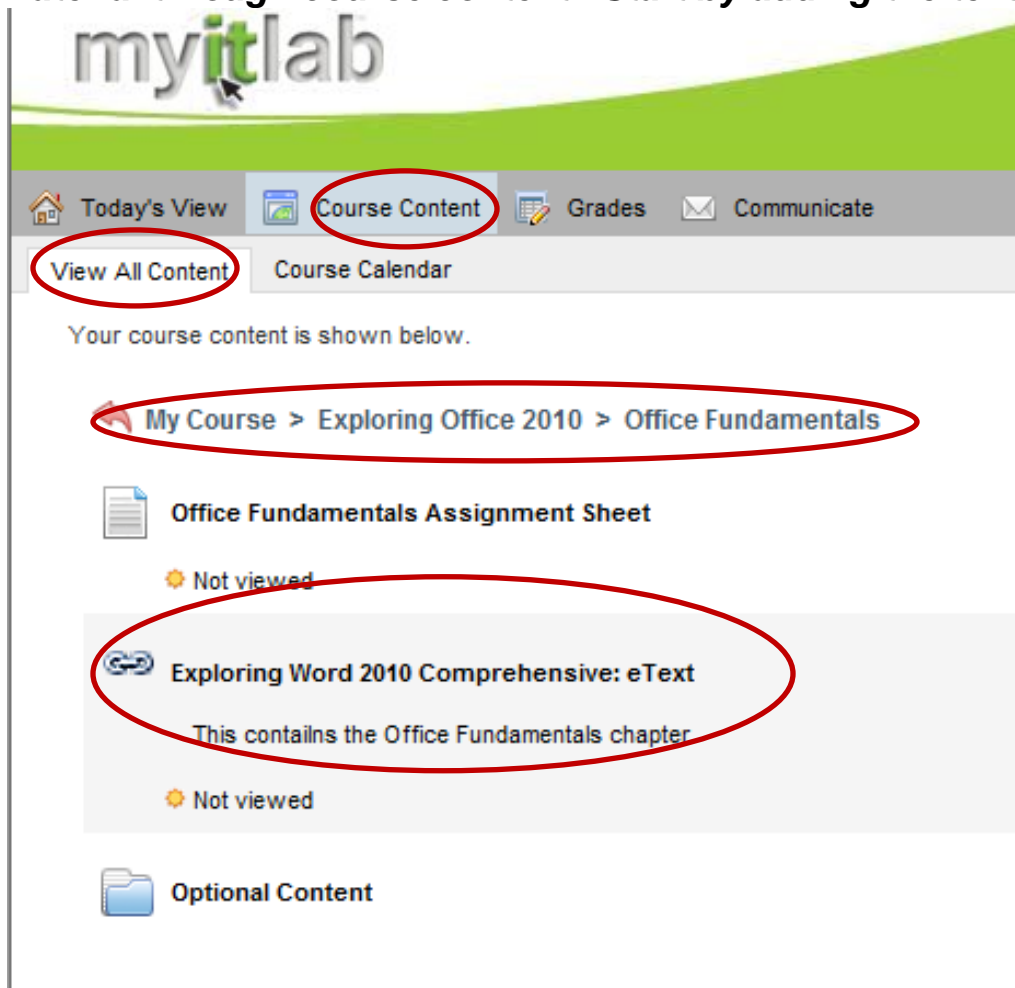 myitlab
Today's View Course Content Grades Communicate
View All Content Course Calendar
Your course content is shown below.
My Course > Exploring Office 2010 > Office Fundamentals
Office Fundamentals Assignment Sheet
Not viewed
Exploring Word 2010 Comprehensive: eText
This contailns the Office Fundamentals chapter
Not viewed
Optional Content